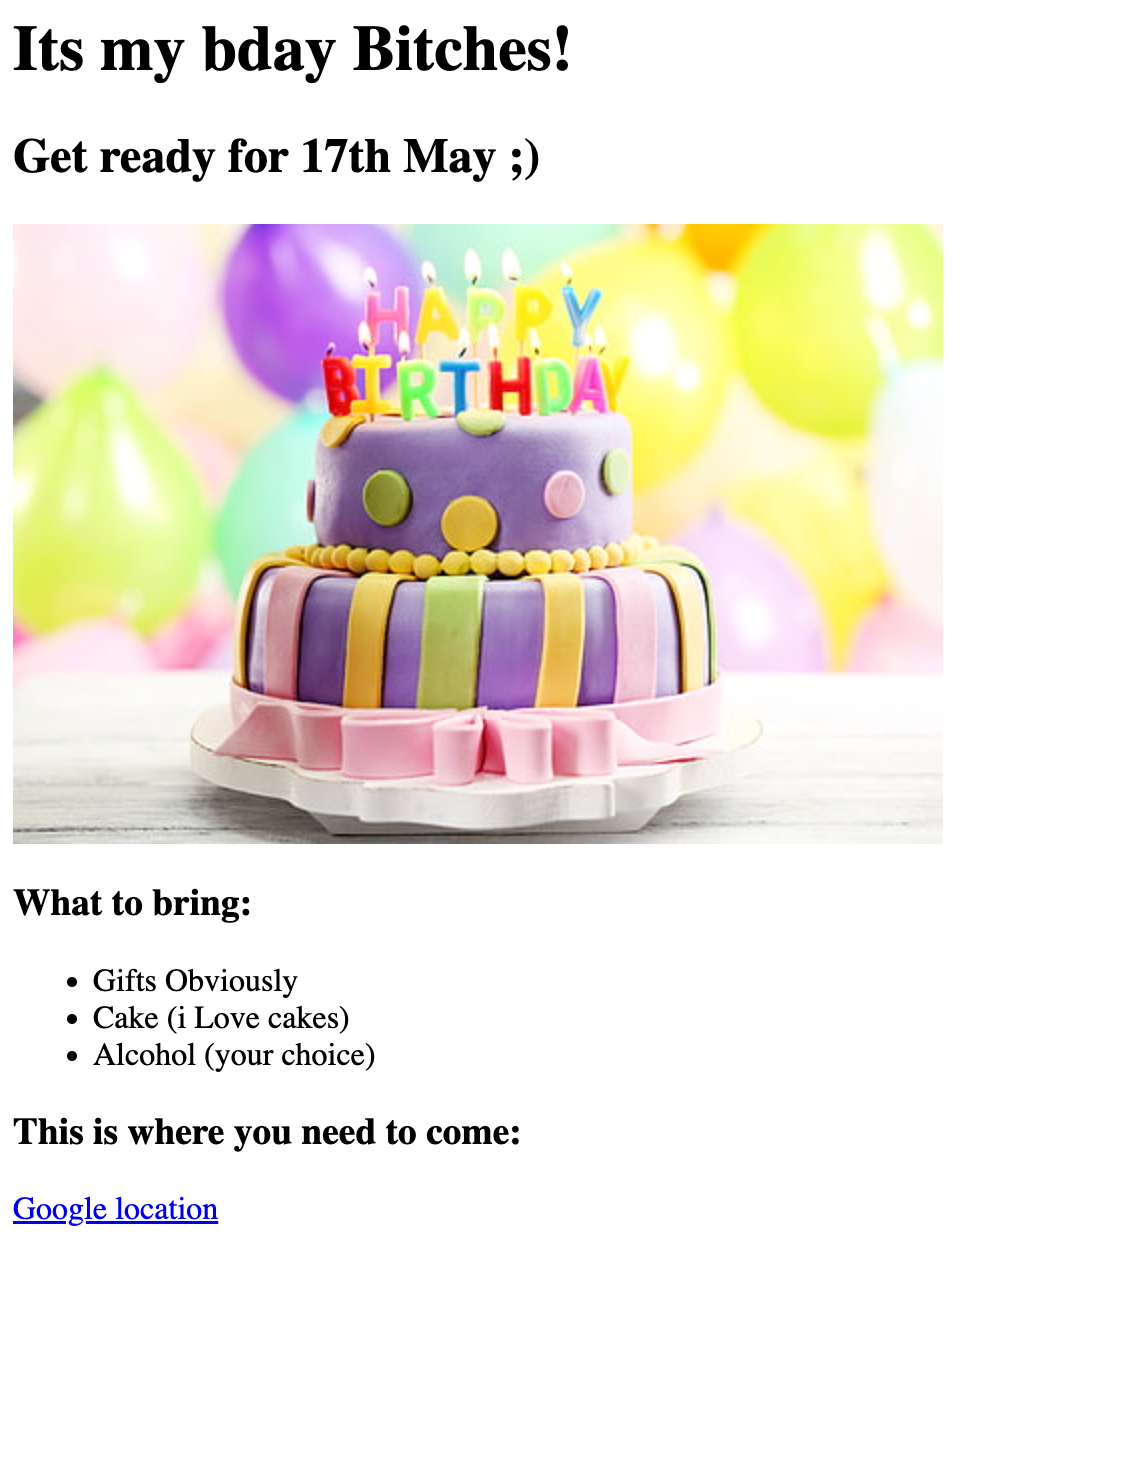 Its my bday Bitches!
Get ready for 17th May ;)
HAPPY
BIRTHDAY
What to bring:
Gifts Obviously
Cake (i Love cakes)
Alcohol (your choice)
This is where you need to come:
Google location